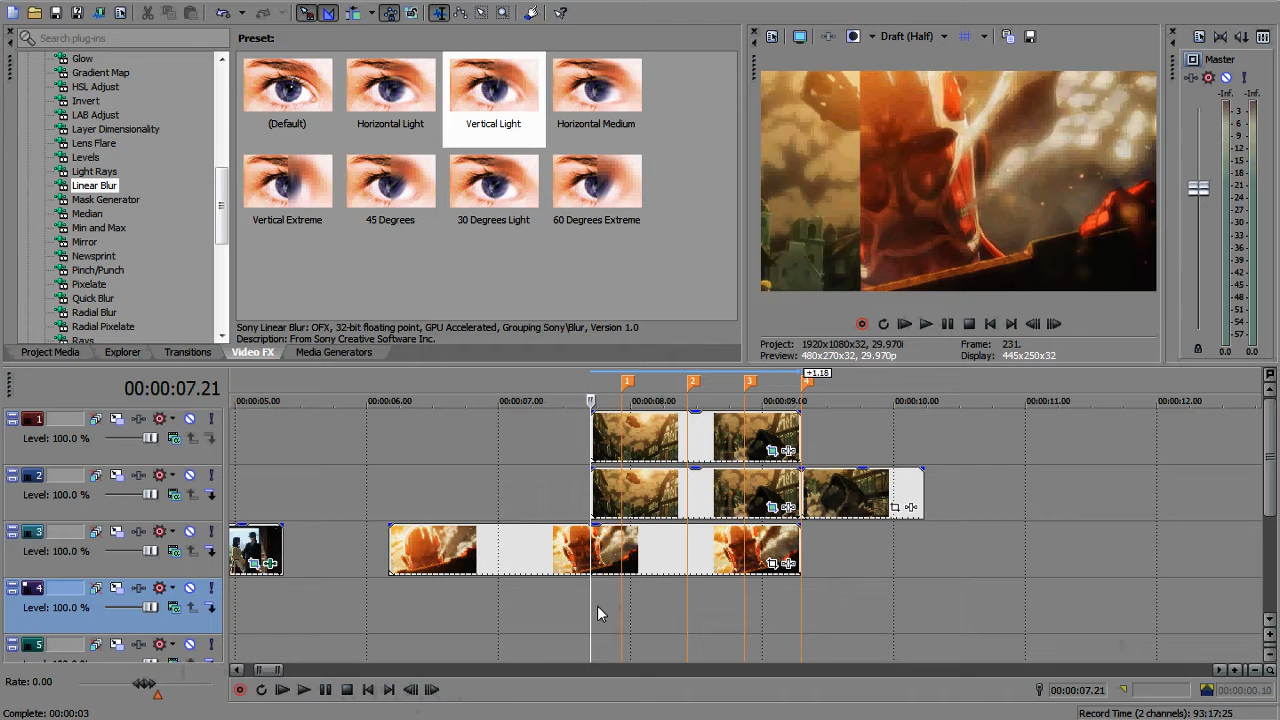 Search plug-ins
Preset:
Draft (Half)
Master
Glow
Gradient Map
HSL Adjust
Invert
LAB Adjust
Layer Dimensionality
Lens Flare
Levels
Light Rays
Linear Blur
Mask Generator
Median
Min and Max
Mirror
Newsprint
Pinch/Punch
Pixelate
Quick Blur
Radial Blur
Radial Pixelate
Rays
(Default)
Horizontal Light
Vertical Light
Horizontal Medium
Vertical Extreme
45 Degrees
30 Degrees Light
60 Degrees Extreme
Sony Linear Blur: OFX, 32-bit floating point, GPU Accelerated, Grouping Sony\Blur, Version 1.0
Description: From Sony Creative Software Inc.
Project Media
Explorer
Transitions
Video FX
Media Generators
Project: 1920x1080x32, 29.970i
Frame: 231.
Preview: 480x270x32, 29.970p
Display: 445x250x32
-Inf. -Inf.
- 3 -
- 6 -
- 9 -
- 12 -
- 15 -
- 18 -
- 21 -
- 24 -
- 27 -
- 30 -
- 33 -
- 36 -
- 39 -
- 42 -
- 45 -
- 48 -
- 51 -
- 54 -
- 57 -
0.0 0.0
00:00:07.21
+1.18
1 2 3 4
00:00:05.00 00:00:06.00 00:00:07.00 00:00:08.00 00:00:09.00 00:00:10.00 00:00:11.00 00:00:12.00
1
Level: 100.0 %
2
Level: 100.0 %
3
Level: 100.0 %
4
Level: 100.0 %
5
Rate: 0.00
00:00:07.21
00:00:00.10
Complete: 00:00:03
Record Time (2 channels): 93:17:25